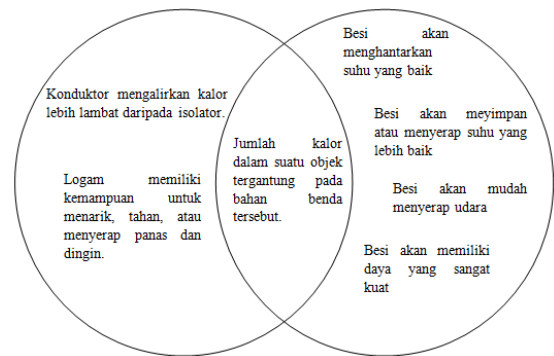 Konduktor mengalirkan kalor
lebih lambat daripada isolator.
Logam memiliki
kemampuan untuk
menarik, tahan, atau
menyerap panas dan
dingin.
Jumlah kalor
dalam suatu objek
tergantung pada
bahan benda
tersebut.
Besi akan
menghantarkan
suhu yang baik
Besi akan meyimpan
atau menyerap suhu yang
lebih baik
Besi akan mudah
menyerap udara
Besi akan memiliki
daya yang sangat
kuat